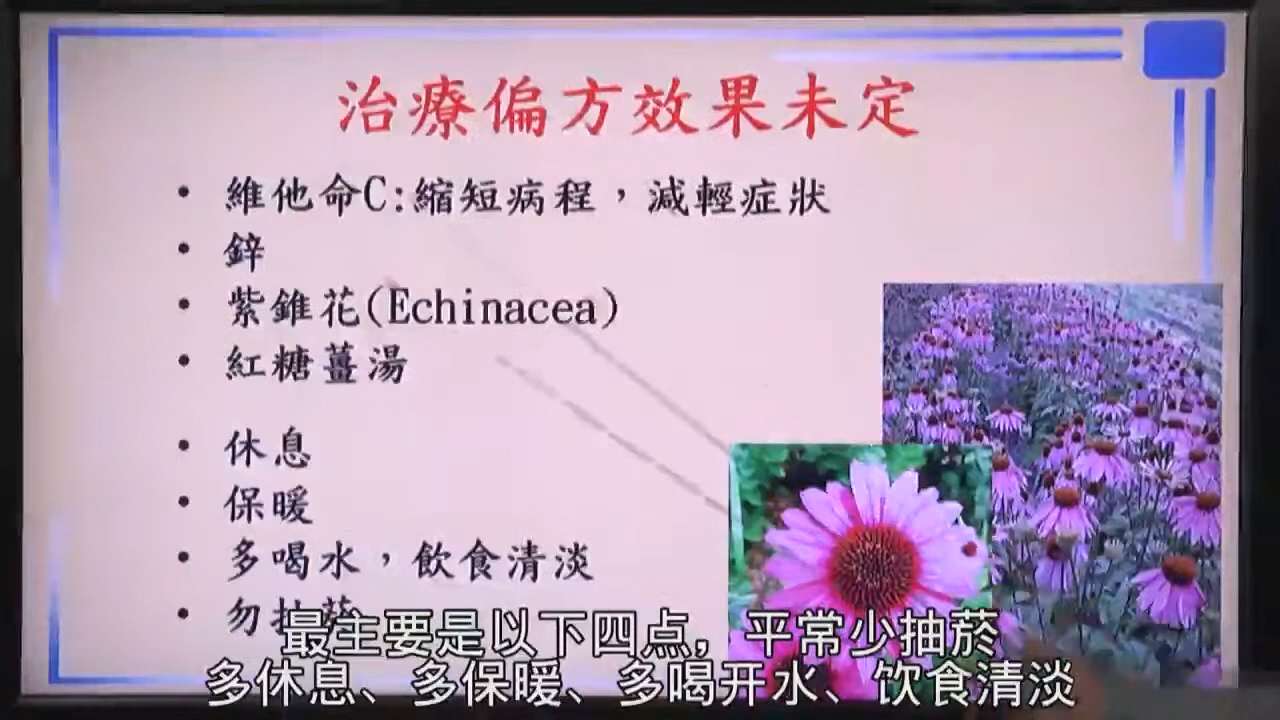 治療偏方效果未定
• 維他命C:縮短病程，減輕症狀
• 鋅
• 紫錐花(Echinacea)
• 紅糖薑湯
• 休息
• 保暖
• 多喝水，飲食清淡
• 勿抽菸
最主要是以下四点，平常少抽菸
多休息、多保暖、多喝开水、饮食清淡